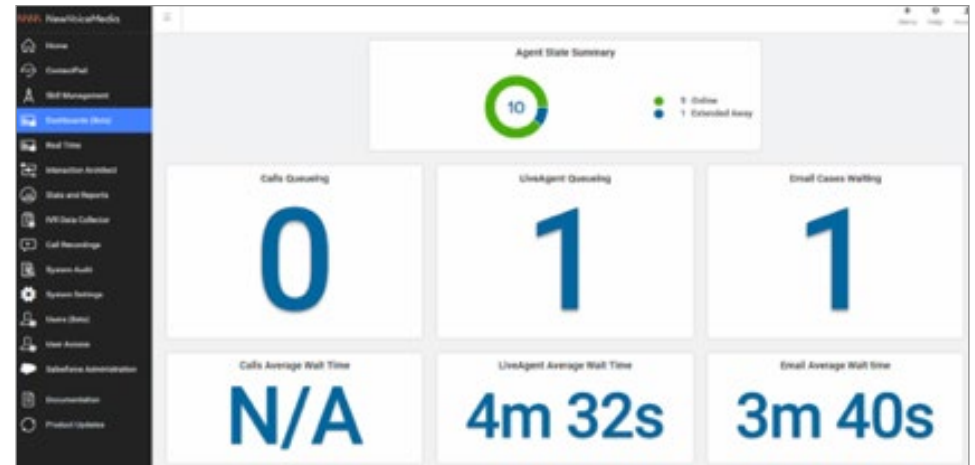 NewVoiceMedia
Home
ContactPad
Skill Management
Dashboards (Beta)
Real Time
Interaction Architect
Stats and Reports
IVR Data Collector
Call Recordings
System Audit
System Settings
Users (Beta)
User Access
Salesforce Administration
Documentation
Product Updates
Menu Help
Agent State Summary
10
9 Online
1 Extended Away
Calls Queueing
LiveAgent Queueing
Email Cases Waiting
0
1
1
Calls Average Wait Time
LiveAgent Average Wait Time
Email Average Wait time
N/A
4m 32s
3m 40s